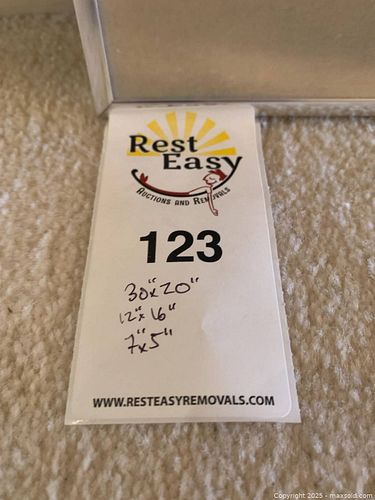 Rest
Easy
Auctions and Removals
123
30"x20"
12"x16"
7"x5"
WWW.RESTEASYREMOVALS.COM
Copyright 2025 - maxsold.com